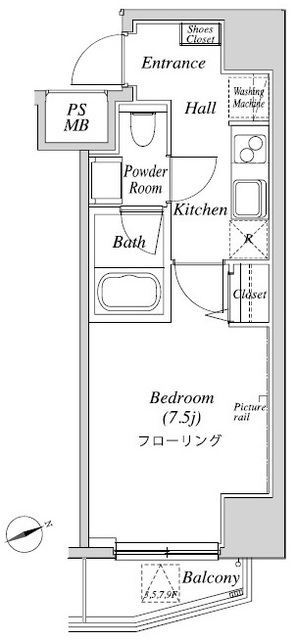 Shoes
Closet
Entrance
Washing
Machine
Hall
PS
MB
Powder
Room
Kitchen
Bath
R
Closet
Bedroom
(7.5j)
フローリング
Picture
rail
N
Balcony
3,5,7,9F